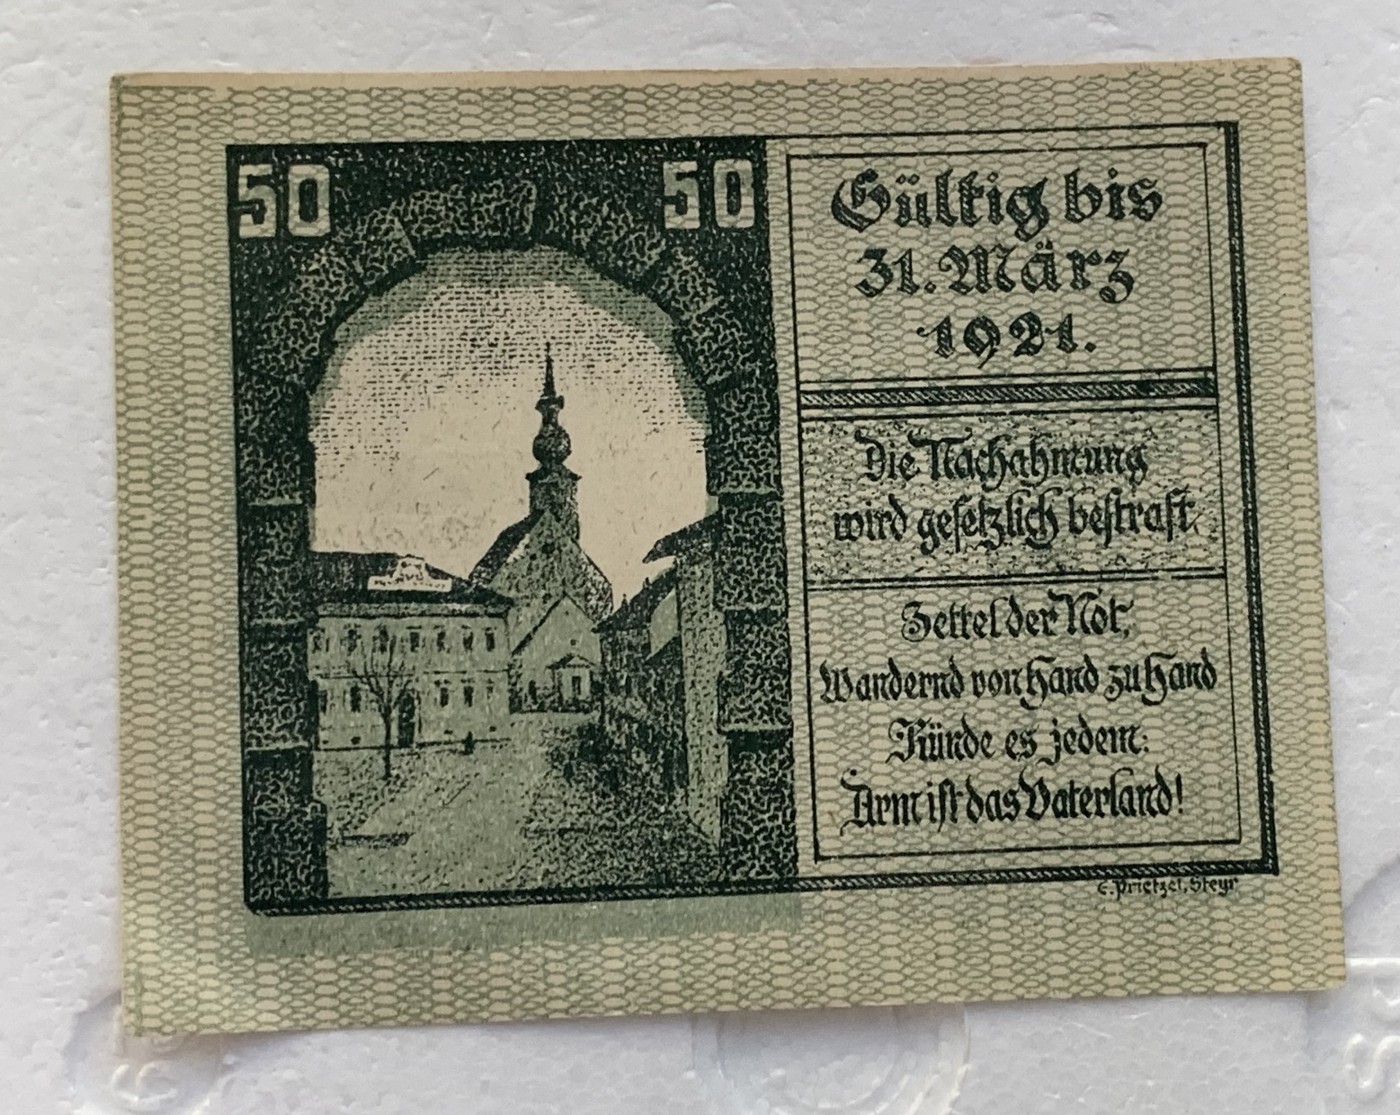 50 50
Gültig bis
31. März
1921.
Die Nachahmung
wird gesetzlich bestraft.
Zettel der Not,
Wandernd von Hand zu Hand
Künde es jedem:
Arm ist das Vaterland!
E. Prietzel, Steyr